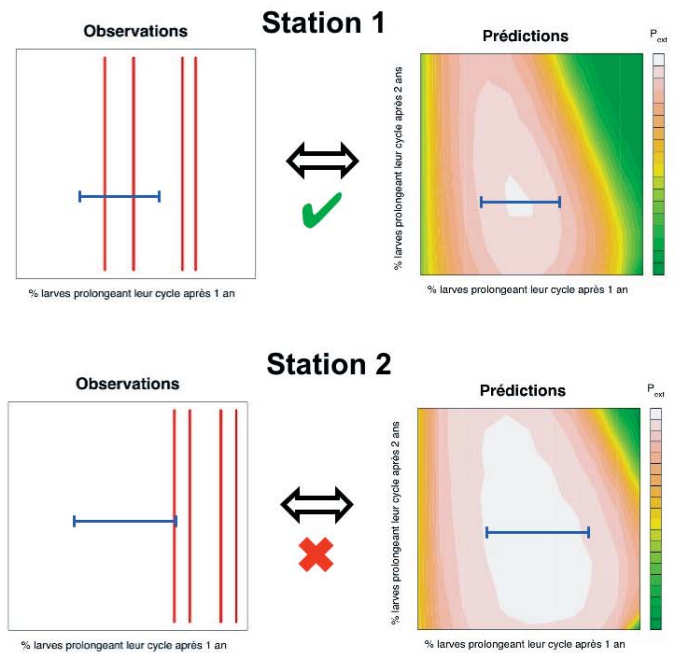 Station 1
Observations
Prédictions
P ext
% larves prolongeant leur cycle après 2 ans
% larves prolongeant leur cycle après 1 an
% larves prolongeant leur cycle après 1 an
Station 2
Observations
Prédictions
P ext
% larves prolongeant leur cycle après 2 ans
% larves prolongeant leur cycle après 1 an
% larves prolongeant leur cycle après 1 an